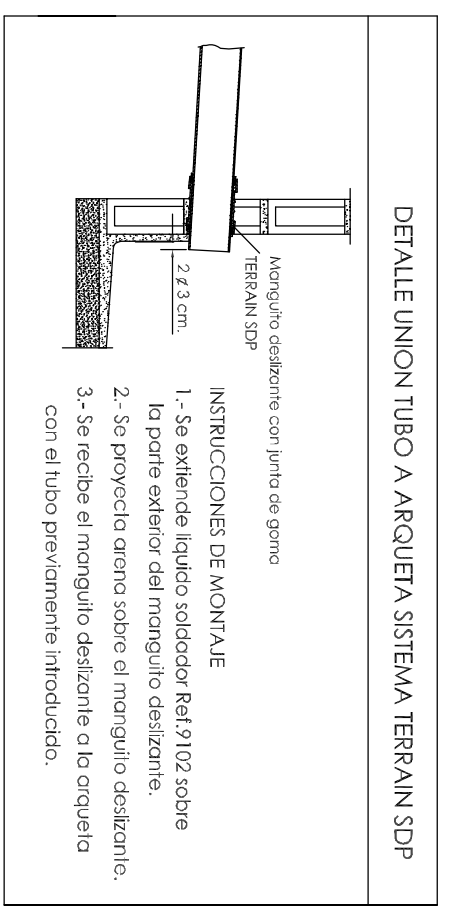 DETALLE UNION TUBO A ARQUETA SISTEMA TERRAIN SDP
Manguito deslizante con junta de goma
TERRAIN SDP
2 ó 3 cm.
INSTRUCCIONES DE MONTAJE
1.- Se extiende liquido soldador Ref.9102 sobre
la parte exterior del manguito deslizante.
2.- Se proyecta arena sobre el manguito deslizante.
3.- Se recibe el manguito deslizante a la arqueta
con el tubo previamente introducido.